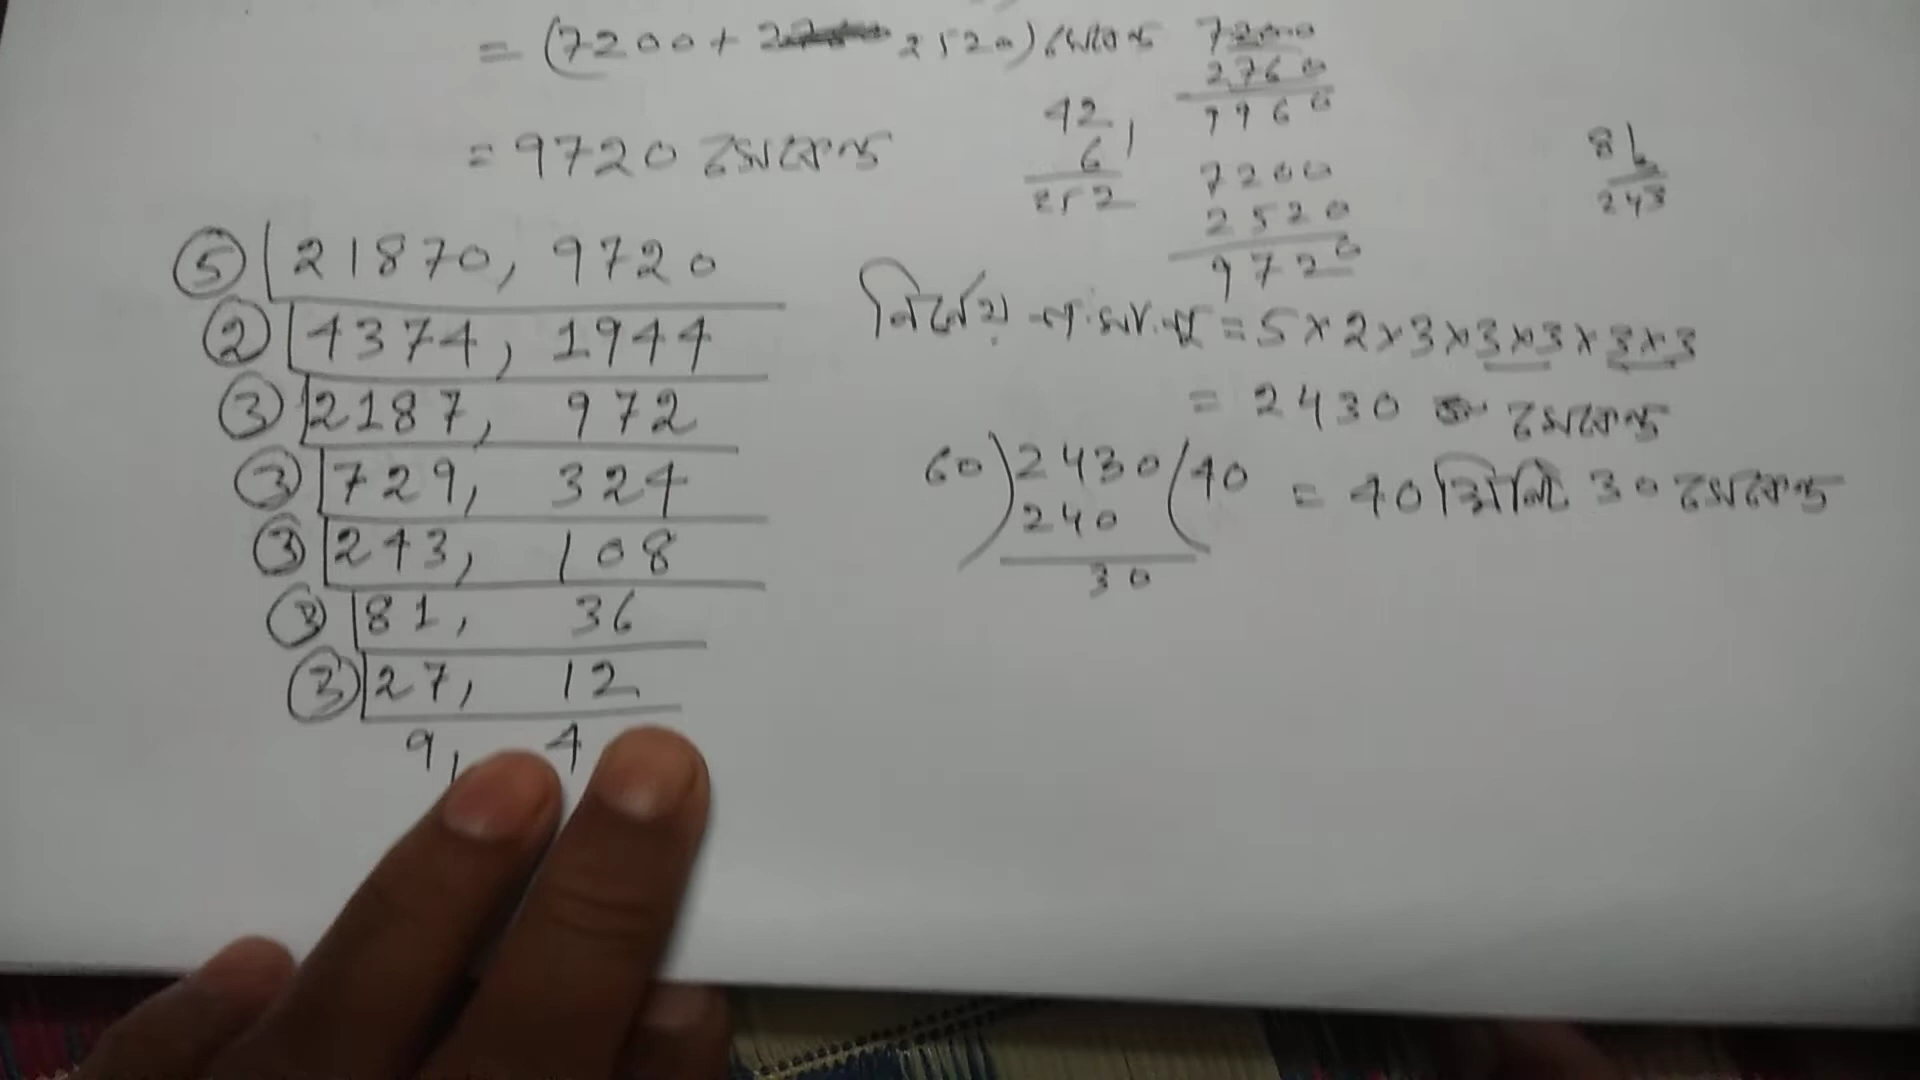 = (7200 + 2520) সেকেন্ড
= 9720 সেকেন্ড
7200
2760
9960
42
6
252
7200
2520
9720
81
243
5 | 21870, 9720
2 | 4374, 1944
3 | 2187, 972
3 | 729, 324
3 | 243, 108
3 | 81, 36
3 | 27, 12
9, 4
নির্ণেয় গ.সা.গু = 5×2×3×3×3×3×3
= 2430 সেকেন্ড
60)2430(40
240
30
= 40 মিনিট 30 সেকেন্ড